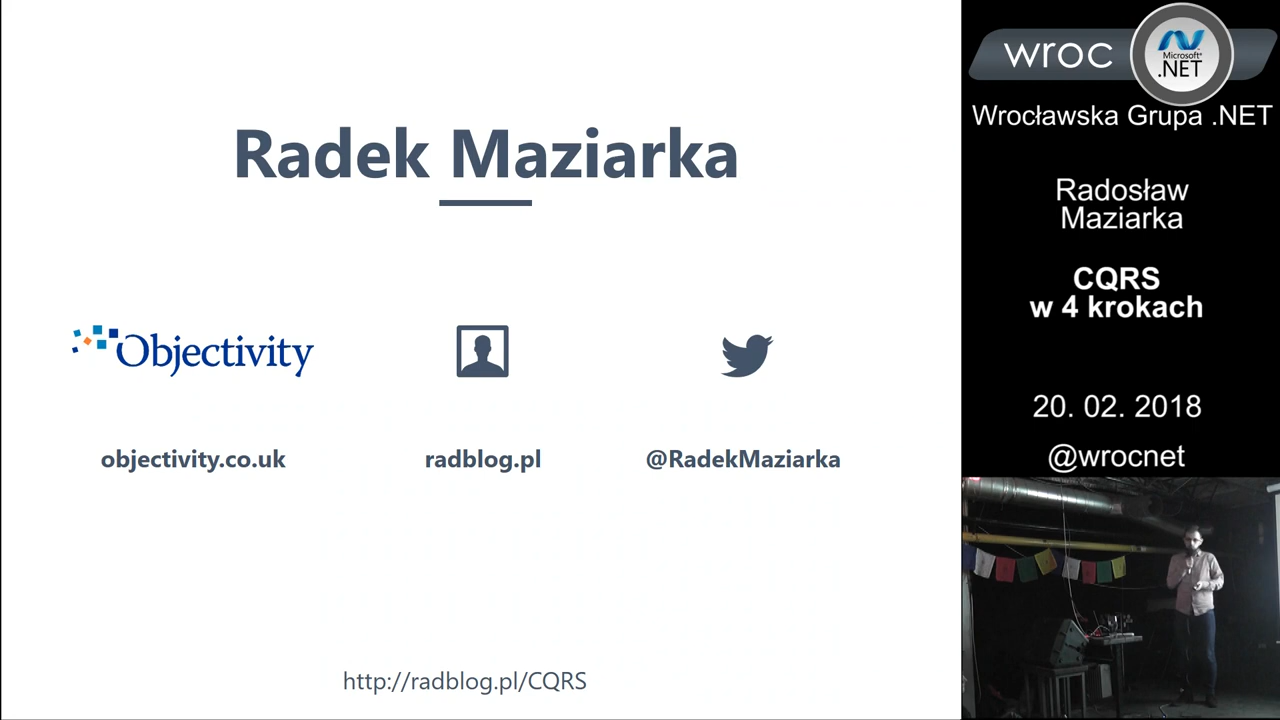 Radek Maziarka
Objectivity
objectivity.co.uk
radblog.pl
@RadekMaziarka
http://radblog.pl/CQRS
wroc
Microsoft®
.NET
Wrocławska Grupa .NET
Radosław
Maziarka
CQRS
w 4 krokach
20. 02. 2018
@wrocnet